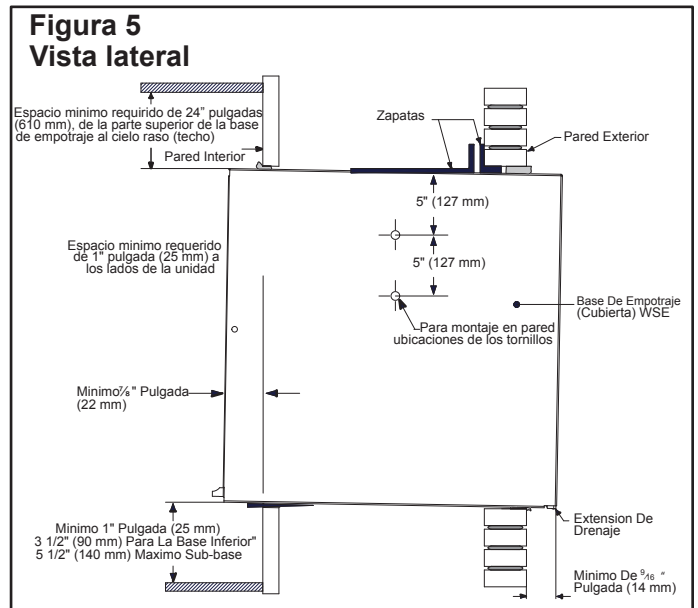 Figura 5
Vista lateral
Espacio minimo requirido de 24" pulgadas
(610 mm), de la parte superior de la base
de empotraje al cielo raso (techo)
Pared Interior
Zapatas
Pared Exterior
5" (127 mm)
Espacio minimo requerido
de 1" pulgada (25 mm) a
los lados de la unidad
5" (127 mm)
Base De Empotraje
(Cubierta) WSE
Para montaje en pared
ubicaciones de los tornillos
Minimo⅞" Pulgada
(22 mm)
Minimo 1" Pulgada (25 mm)
3 1/2" (90 mm) Para La Base Inferior"
5 1/2" (140 mm) Maximo Sub-base
Extension De
Drenaje
Minimo De 9/16 "
Pulgada (14 mm)